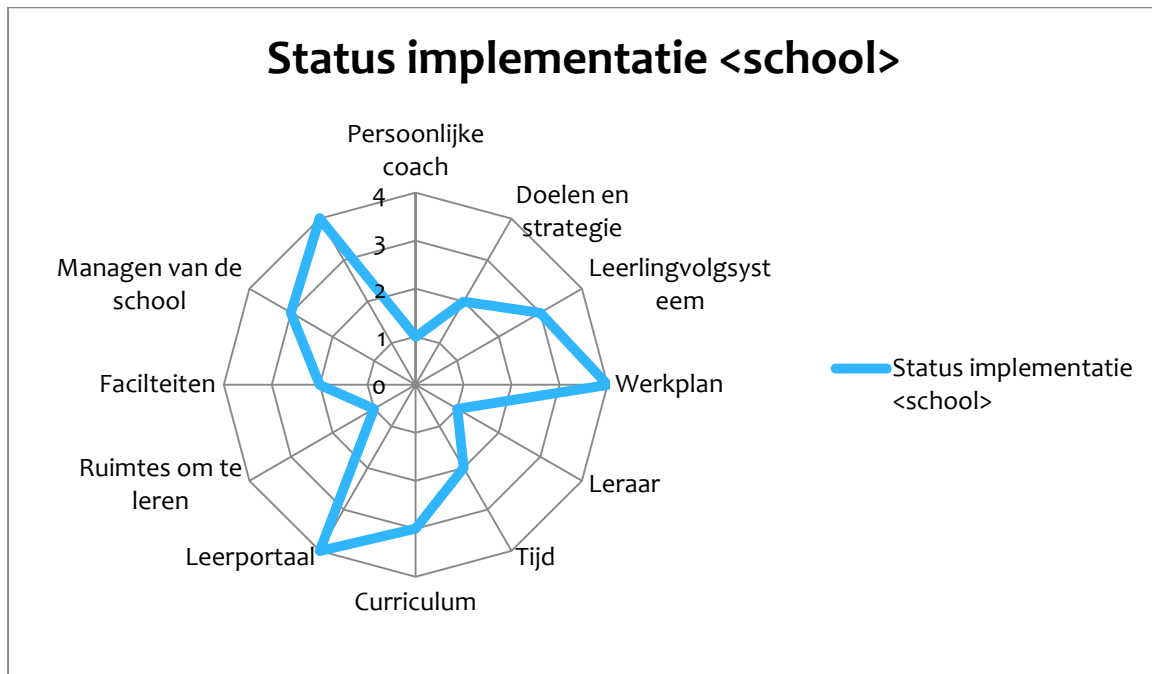 Status implementatie <school>
Persoonlijke
coach
Doelen en
strategie
Leerlingvolgsyst
eem
Werkplan
Leraar
Tijd
Curriculum
Leerportaal
Ruimtes om te
leren
Facilteiten
Managen van de
school
4
3
2
1
0
Status implementatie
<school>